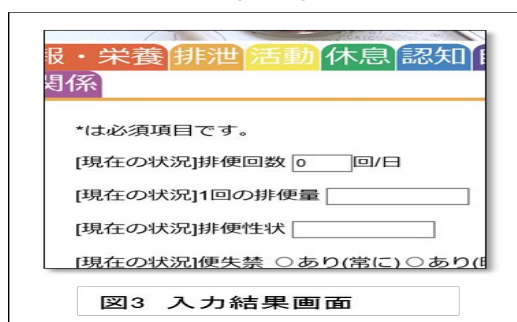 ・栄養 排泄 活動 休息 認知
関係
*は必須項目です。
[現在の状況]排便回数 0 回/日
[現在の状況]1回の排便量
[現在の状況]排便性状
[現在の状況]便失禁 ○あり(常に) ○あり(
図3 入力結果画面